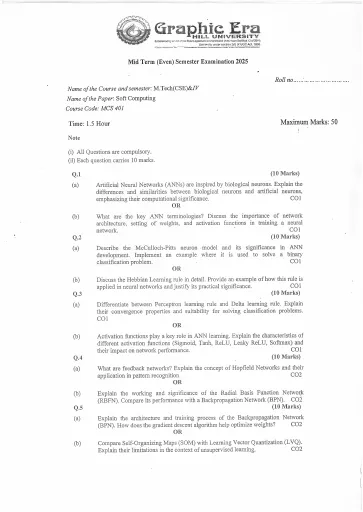 Graphic Era
HILL UNIVERSITY
Mid Term (Even) Semester Examination 2025
Roll no
Name of the Course and semester: M.Tech(CSE)&IV
Name of the Paper: Soft Computing
Course Code: MCS 401
Time: 1.5 Hour Maximum Marks: 50
Note
(i) All Questions are compulsory.
(ii) Each question carries 10 marks.
Q.1 (10 Marks)
(a) Artificial Neural Networks (ANNs) are inspired by biological neurons. Explain the
differences and similarities between biological neurons and artificial neurons,
emphasizing their computational significance. CO1
OR
(b) What are the key ANN terminologies? Discuss the importance of network
architecture, setting of weights, and activation functions in training a neural
network. CO1
Q.2 (10 Marks)
(a) Describe the McCulloch-Pitts neuron model and its significance in ANN
development. Implement an example where it is used to solve a binary
classification problem. CO1
OR
(b) Discuss the Hebbian Learning rule in detail. Provide an example of how this rule is
applied in neural networks and justify its practical significance. CO1
Q.3 (10 Marks)
(a) Differentiate between Perceptron learning rule and Delta learning rule. Explain
their convergence properties and suitability for solving classification problems.
CO1
OR
(b) Activation functions play a key role in ANN learning. Explain the characteristics of
different activation functions (Sigmoid, Tanh, ReLU, Leaky ReLU, Softmax) and
their impact on network performance. CO1
Q.4 (10 Marks)
(a) What are feedback networks? Explain the concept of Hopfield Networks and their
application in pattern recognition. CO2
OR
(b) Explain the working and significance of the Radial Basis Function Network
(RBFN). Compare its performance with a Backpropagation Network (BPN). CO2
Q.5 (10 Marks)
(a) Explain the architecture and training process of the Backpropagation Network
(BPN). How does the gradient descent algorithm help optimize weights? CO2
OR
(b) Compare Self-Organizing Maps (SOM) with Learning Vector Quantization (LVQ).
Explain their limitations in the context of unsupervised learning. CO2